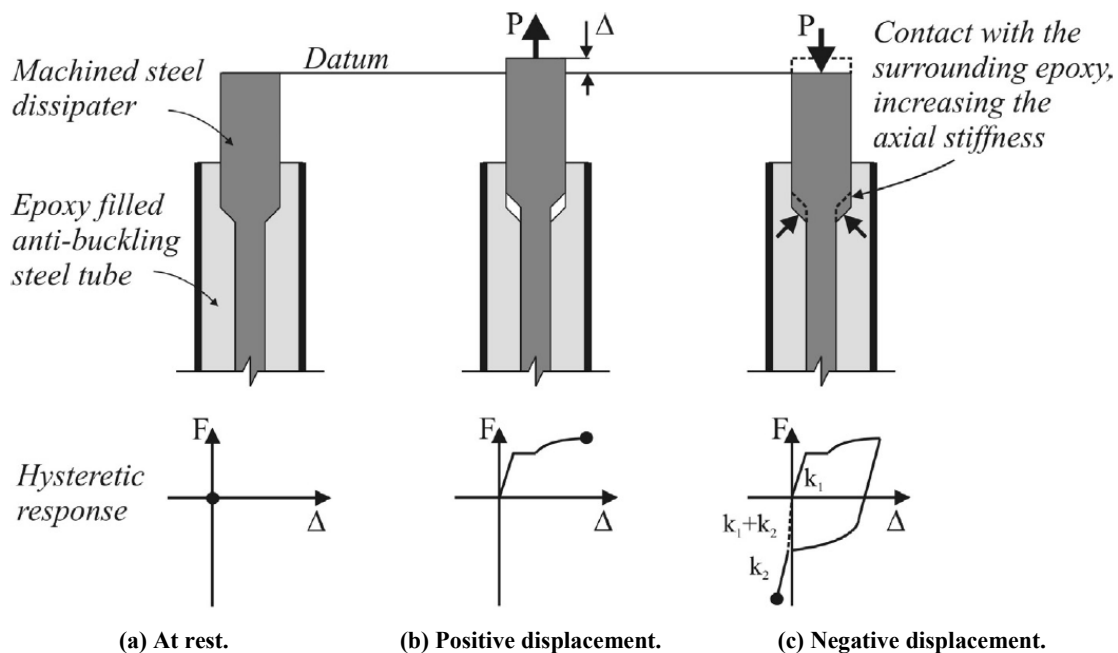 P
Δ
P
Datum
Machined steel
dissipater
Contact with the
surrounding epoxy,
increasing the
axial stiffness
Epoxy filled
anti-buckling
steel tube
Hysteretic
response
F
Δ
F
Δ
F
k₁
Δ
k₁+k₂
k₂
(a) At rest.
(b) Positive displacement.
(c) Negative displacement.